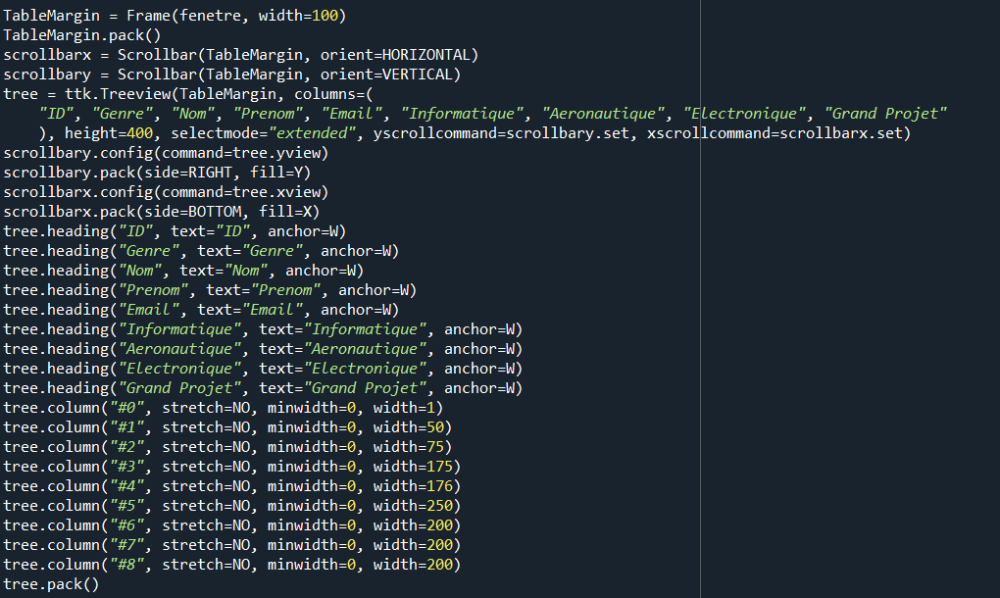 TableMargin = Frame(fenetre, width=100)
TableMargin.pack()
scrollbarx = Scrollbar(TableMargin, orient=HORIZONTAL)
scrollbary = Scrollbar(TableMargin, orient=VERTICAL)
tree = ttk.Treeview(TableMargin, columns=(
    "ID", "Genre", "Nom", "Prenom", "Email", "Informatique", "Aeronautique", "Electronique", "Grand Projet"
    ), height=400, selectmode="extended", yscrollcommand=scrollbary.set, xscrollcommand=scrollbarx.set)
scrollbary.config(command=tree.yview)
scrollbary.pack(side=RIGHT, fill=Y)
scrollbarx.config(command=tree.xview)
scrollbarx.pack(side=BOTTOM, fill=X)
tree.heading("ID", text="ID", anchor=W)
tree.heading("Genre", text="Genre", anchor=W)
tree.heading("Nom", text="Nom", anchor=W)
tree.heading("Prenom", text="Prenom", anchor=W)
tree.heading("Email", text="Email", anchor=W)
tree.heading("Informatique", text="Informatique", anchor=W)
tree.heading("Aeronautique", text="Aeronautique", anchor=W)
tree.heading("Electronique", text="Electronique", anchor=W)
tree.heading("Grand Projet", text="Grand Projet", anchor=W)
tree.column("#0", stretch=NO, minwidth=0, width=1)
tree.column("#1", stretch=NO, minwidth=0, width=50)
tree.column("#2", stretch=NO, minwidth=0, width=75)
tree.column("#3", stretch=NO, minwidth=0, width=175)
tree.column("#4", stretch=NO, minwidth=0, width=176)
tree.column("#5", stretch=NO, minwidth=0, width=250)
tree.column("#6", stretch=NO, minwidth=0, width=200)
tree.column("#7", stretch=NO, minwidth=0, width=200)
tree.column("#8", stretch=NO, minwidth=0, width=200)
tree.pack()